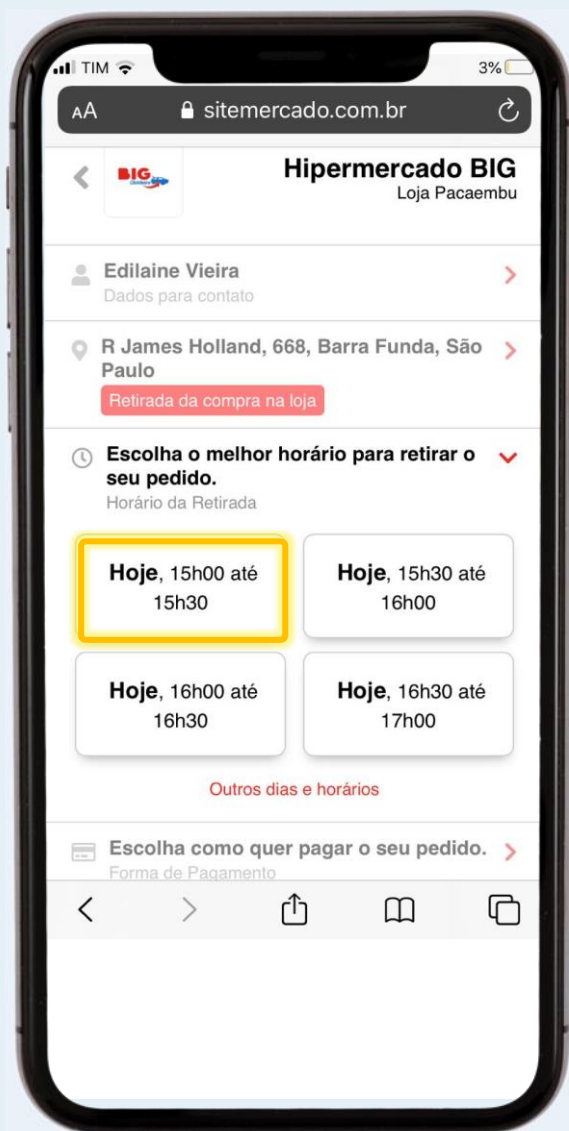 TIM 3%
AA sitemercado.com.br
BIG Hipermercado BIG
Loja Pacaembu
Edilaine Vieira
Dados para contato
R James Holland, 668, Barra Funda, São
Paulo
Retirada da compra na loja
Escolha o melhor horário para retirar o
seu pedido.
Horário da Retirada
Hoje, 15h00 até
15h30
Hoje, 15h30 até
16h00
Hoje, 16h00 até
16h30
Hoje, 16h30 até
17h00
Outros dias e horários
Escolha como quer pagar o seu pedido.
Forma de Pagamento